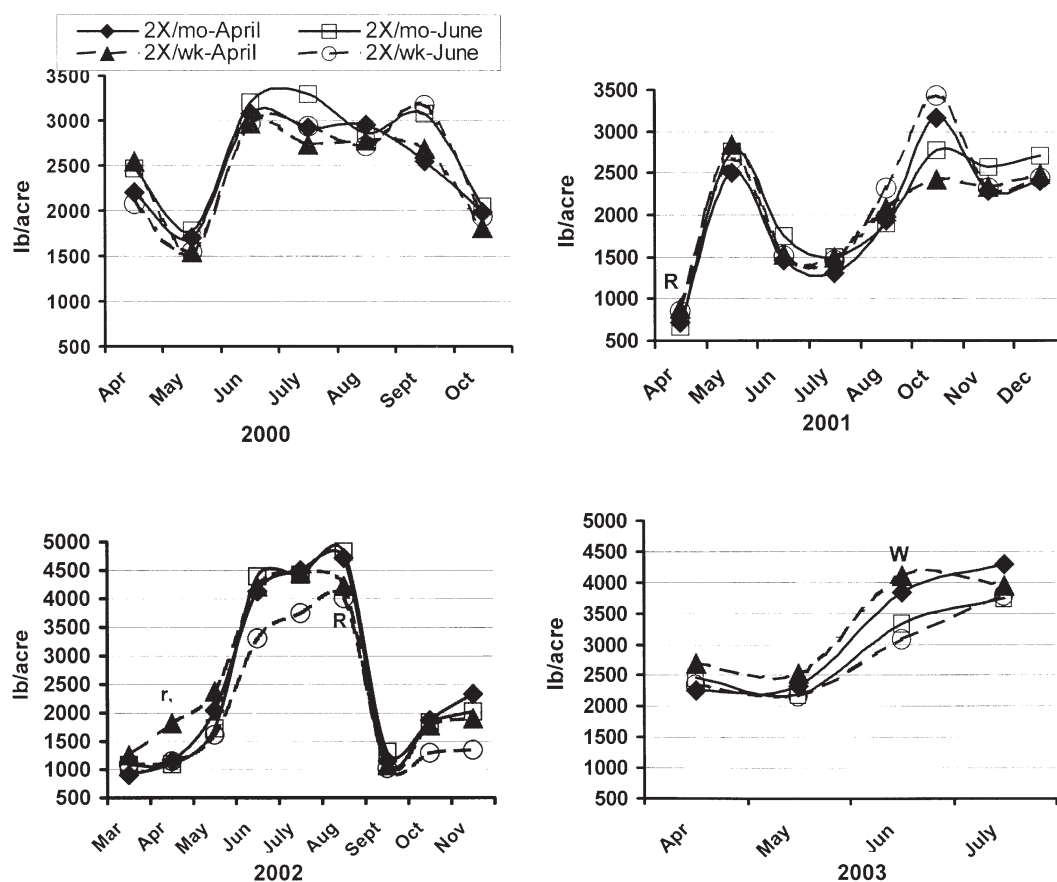 2X/mo-April 2X/mo-June
2X/wk-April 2X/wk-June
3500
3000
2500
2000
1500
1000
500
lb/acre
Apr May Jun July Aug Sept Oct
2000
3500
3000
2500
2000
1500
1000
500
lb/acre
R
Apr May Jun July Aug Oct Nov Dec
2001
5000
4500
4000
3500
3000
2500
2000
1500
1000
500
lb/acre
r,
R
Mar Apr May Jun July Aug Sept Oct Nov
2002
5000
4500
4000
3500
3000
2500
2000
1500
1000
500
lb/acre
W
Apr May Jun July
2003